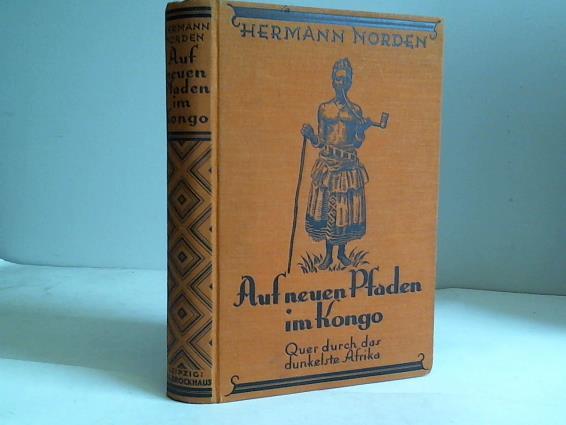 HERMANN
NORDEN
Auf
neuen
Pfaden
im
Kongo
LEIPZIG:
BROCKHAUS
HERMANN NORDEN
Auf neuen Pfaden
im Kongo
Quer durch das
dunkelste Afrika